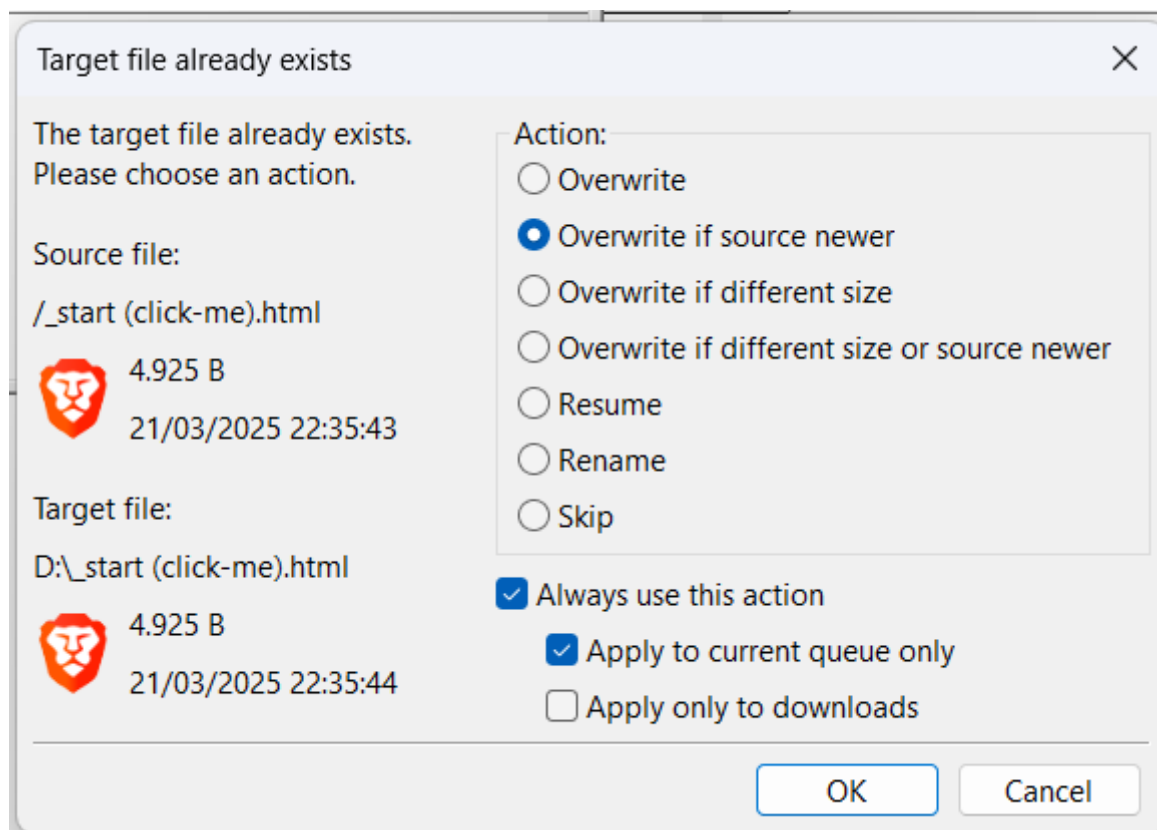 Target file already exists
The target file already exists.
Please choose an action.
Source file:
/_start (click-me).html
4.925 B
21/03/2025 22:35:43
Target file:
D:\_start (click-me).html
4.925 B
21/03/2025 22:35:44
Action:
Overwrite
Overwrite if source newer
Overwrite if different size
Overwrite if different size or source newer
Resume
Rename
Skip
Always use this action
Apply to current queue only
Apply only to downloads
OK
Cancel